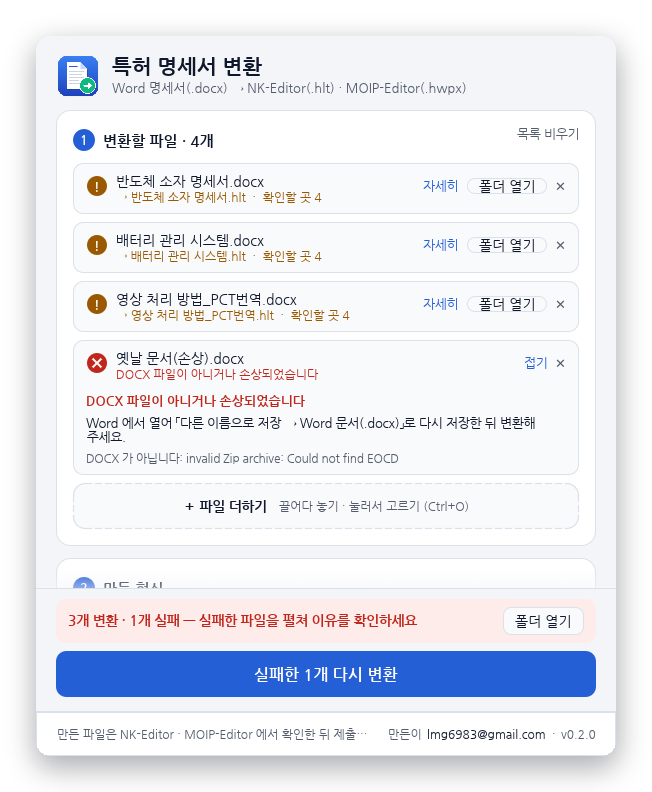 특허 명세서 변환
Word 명세서(.docx) → NK-Editor(.hlt) · MOIP-Editor(.hwpx)
1 변환할 파일 · 4개
목록 비우기
! 반도체 소자 명세서.docx
→ 반도체 소자 명세서.hlt · 확인할 곳 4
자세히 폴더 열기 ✕
! 배터리 관리 시스템.docx
→ 배터리 관리 시스템.hlt · 확인할 곳 4
자세히 폴더 열기 ✕
! 영상 처리 방법_PCT번역.docx
→ 영상 처리 방법_PCT번역.hlt · 확인할 곳 4
자세히 폴더 열기 ✕
옛날 문서(손상).docx
DOCX 파일이 아니거나 손상되었습니다
접기 ✕
DOCX 파일이 아니거나 손상되었습니다
Word 에서 열어 「다른 이름으로 저장 → Word 문서(.docx)」로 다시 저장한 뒤 변환해
주세요.
DOCX 가 아닙니다: invalid Zip archive: Could not find EOCD
+ 파일 더하기 끌어다 놓기 · 눌러서 고르기 (Ctrl+O)
3개 변환 · 1개 실패 — 실패한 파일을 펼쳐 이유를 확인하세요
폴더 열기
실패한 1개 다시 변환
만든 파일은 NK-Editor · MOIP-Editor 에서 확인한 뒤 제출…
만든이 lmg6983@gmail.com · v0.2.0